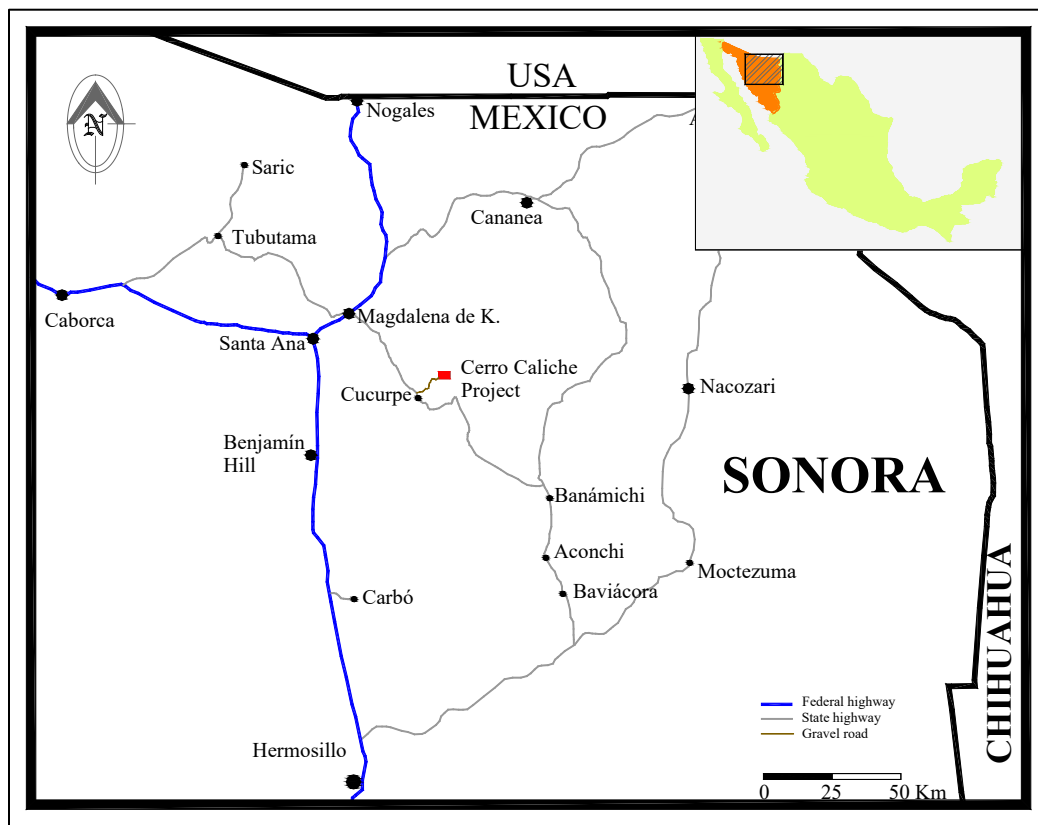 USA
MEXICO
Nogales
N
Saric
Tubutama
Cananea
Caborca
Magdalena de K.
Santa Ana
Cerro Caliche
Project
Cucurpe
Nacozari
Benjamín
Hill
SONORA
Banámichi
Aconchi
Moctezuma
Baviácora
Carbó
CHIHUAHUA
Federal highway
State highway
Gravel road
Hermosillo
0 25 50 Km